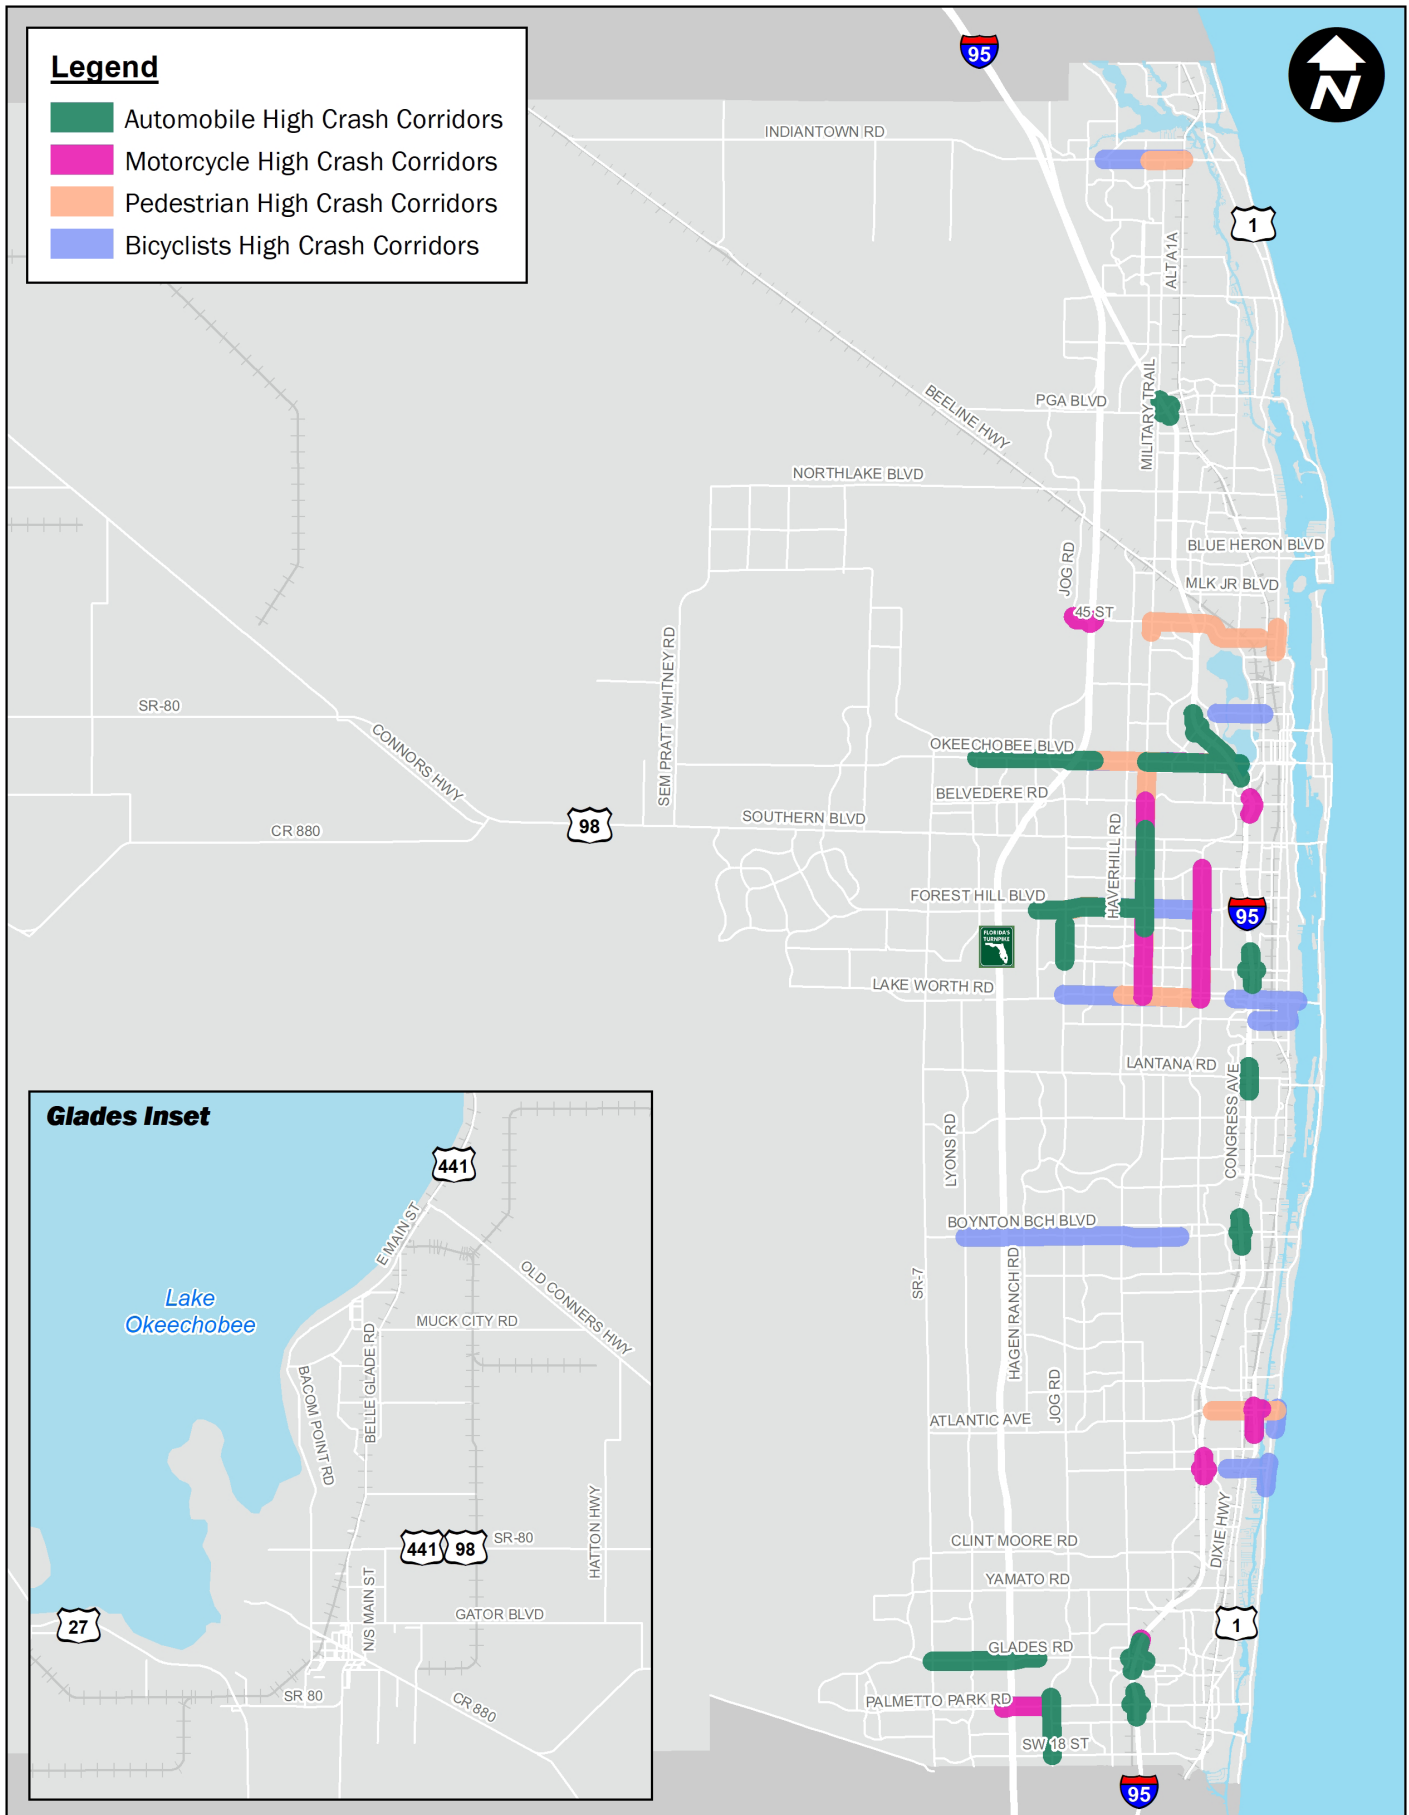 Legend
Automobile High Crash Corridors
Motorcycle High Crash Corridors
Pedestrian High Crash Corridors
Bicyclists High Crash Corridors
95
N
INDIANTOWN RD
1
ALT A1A
MILITARY TRAIL
PGA BLVD
BEELINE HWY
NORTHLAKE BLVD
BLUE HERON BLVD
JOG RD
MLK JR BLVD
45 ST
SEM PRATT WHITNEY RD
SR-80
CONNORS HWY
OKEECHOBEE BLVD
BELVEDERE RD
SOUTHERN BLVD
98
CR 880
HAVERHILL RD
FOREST HILL BLVD
95
FLORIDA'S
TURNPIKE
LAKE WORTH RD
LANTANA RD
CONGRESS AVE
LYONS RD
BOYNTON BCH BLVD
SR-7
HAGEN RANCH RD
JOG RD
ATLANTIC AVE
DIXIE HWY
CLINT MOORE RD
YAMATO RD
1
GLADES RD
PALMETTO PARK RD
SW 18 ST
95
Glades Inset
441
E MAIN ST
OLD CONNERS HWY
Lake
Okeechobee
MUCK CITY RD
BELLE GLADE RD
BACOM POINT RD
HATTON HWY
441
98
SR-80
N/S MAIN ST
GATOR BLVD
27
SR 80
CR 880